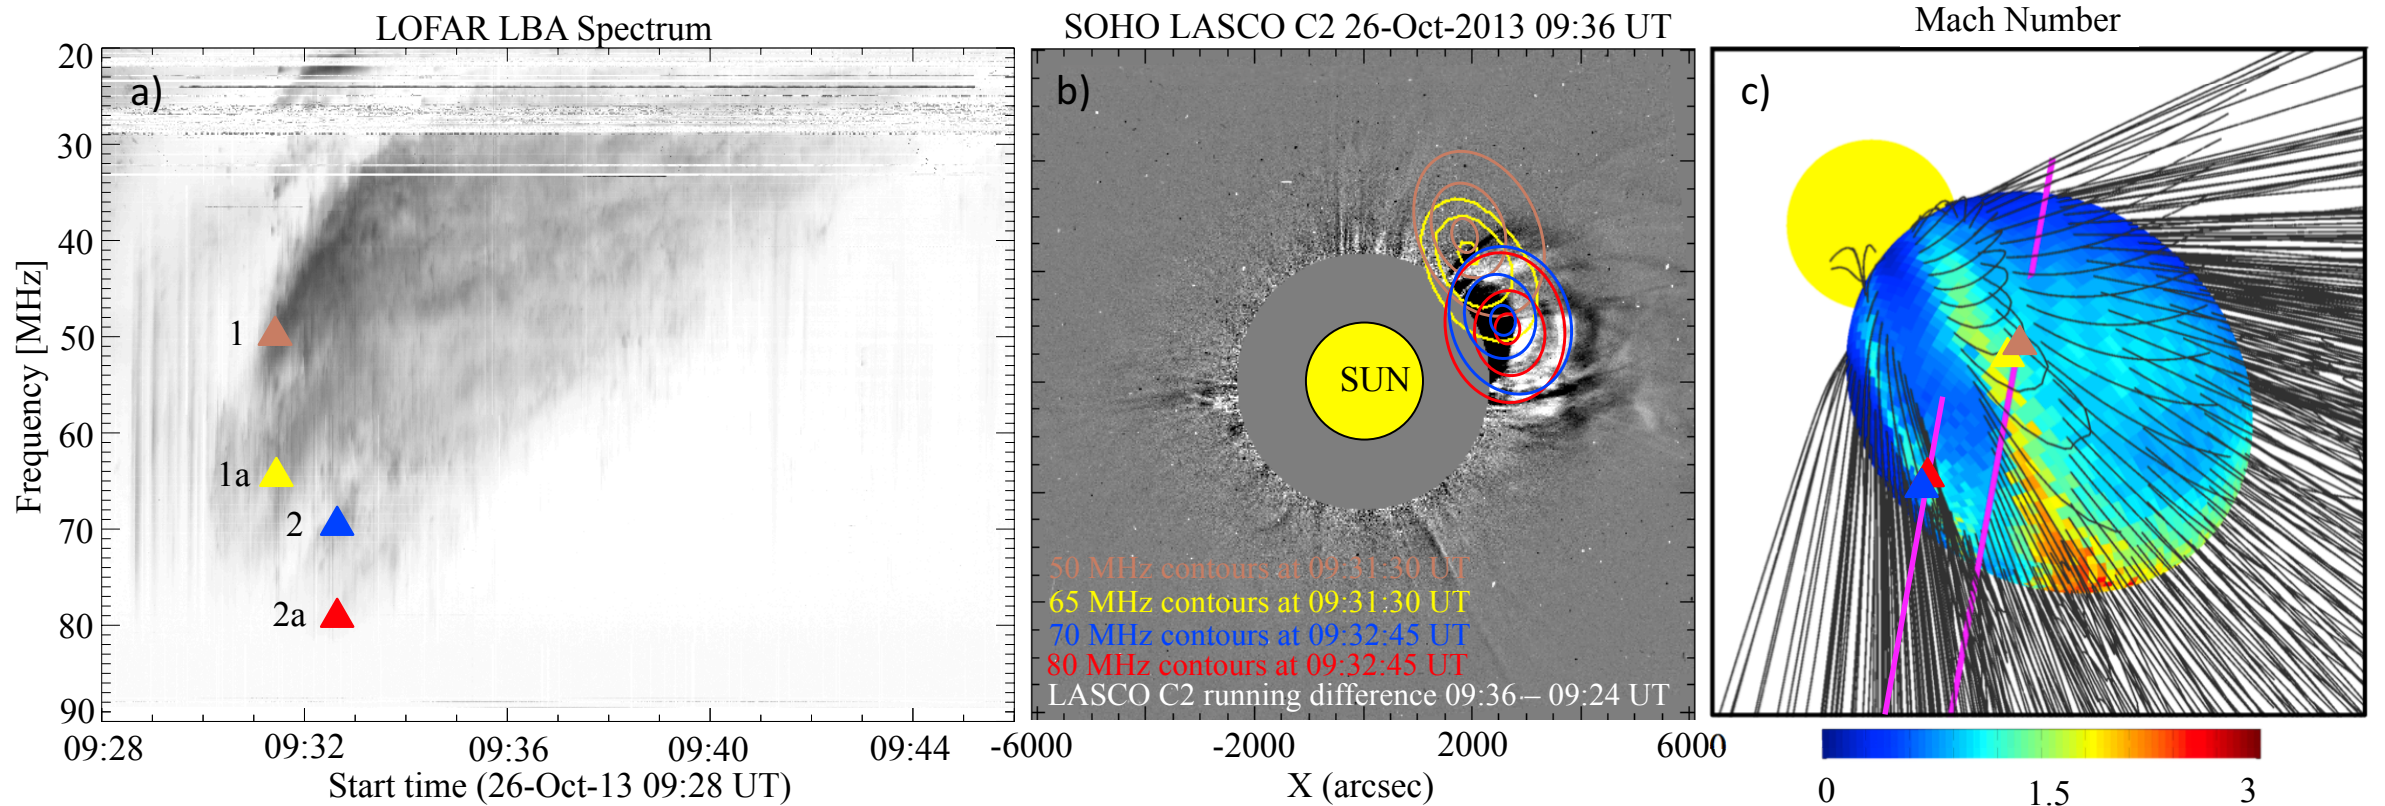 LOFAR LBA Spectrum
a)
20
30
40
50
60
70
80
90
Frequency [MHz]
1
1a
2
2a
09:28
09:32
09:36
09:40
09:44
Start time (26-Oct-13 09:28 UT)
SOHO LASCO C2 26-Oct-2013 09:36 UT
b)
SUN
50 MHz contours at 09:31:30 UT
65 MHz contours at 09:31:30 UT
70 MHz contours at 09:32:45 UT
80 MHz contours at 09:32:45 UT
LASCO C2 running difference 09:36 – 09:24 UT
-6000
-2000
2000
6000
X (arcsec)
Mach Number
c)
0
1.5
3